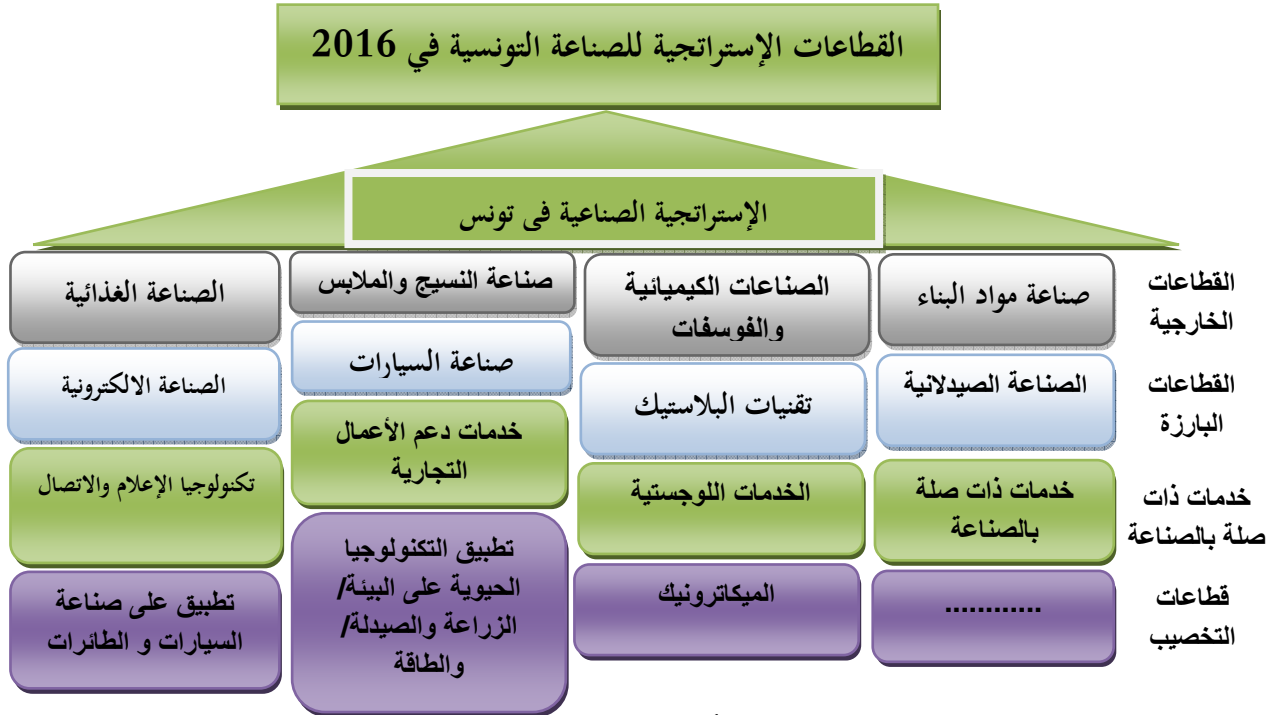 القطاعات الإستراتجية للصناعة التونسية في 2016
الإستراتجية الصناعية فى تونس
القطاعات
الخارجية
صناعة مواد البناء
الصناعات الكيميائية
والفوسفات
صناعة النسيج والملابس
الصناعة الغذائية
القطاعات
البارزة
الصناعة الصيدلانية
تقنيات البلاستيك
صناعة السيارات
الصناعة الالكترونية
خدمات ذات
صلة بالصناعة
خدمات ذات صلة
بالصناعة
الخدمات اللوجستية
خدمات دعم الأعمال
التجارية
تكنولوجيا الإعلام والاتصال
قطاعات
التخصيب
............
الميكاترونيك
تطبيق التكنولوجيا
الحيوية على البيئة/
الزراعة والصيدلة/
والطاقة
تطبيق على صناعة
السيارات و الطائرات